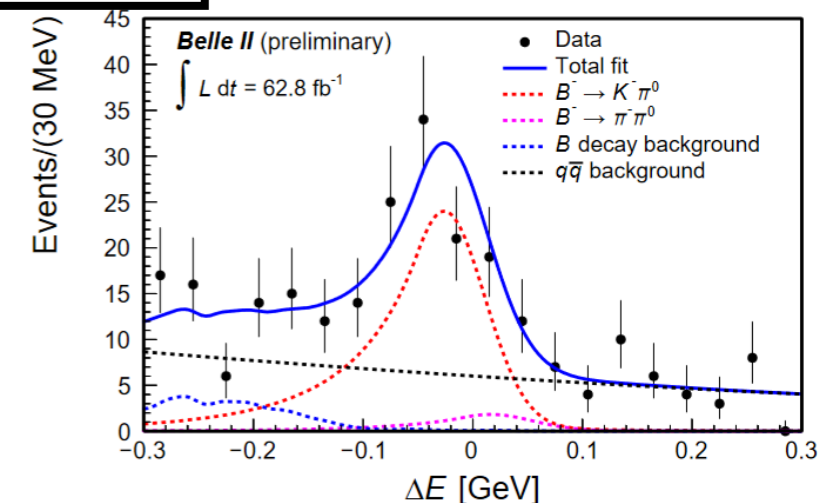 Belle II (preliminary)
∫ L dt = 62.8 fb⁻¹
Data
Total fit
B⁻ → K⁻π⁰
B⁻ → π⁻π⁰
B decay background
qq̅ background
Events/(30 MeV)
45
40
35
30
25
20
15
10
5
0
−0.3 −0.2 −0.1 0 0.1 0.2 0.3
ΔE [GeV]